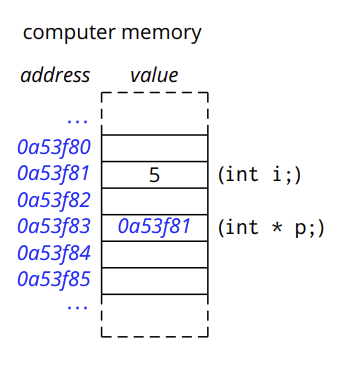 computer memory
address value
...
0a53f80
0a53f81 5 (int i;)
0a53f82
0a53f83 0a53f81 (int * p;)
0a53f84
0a53f85
...